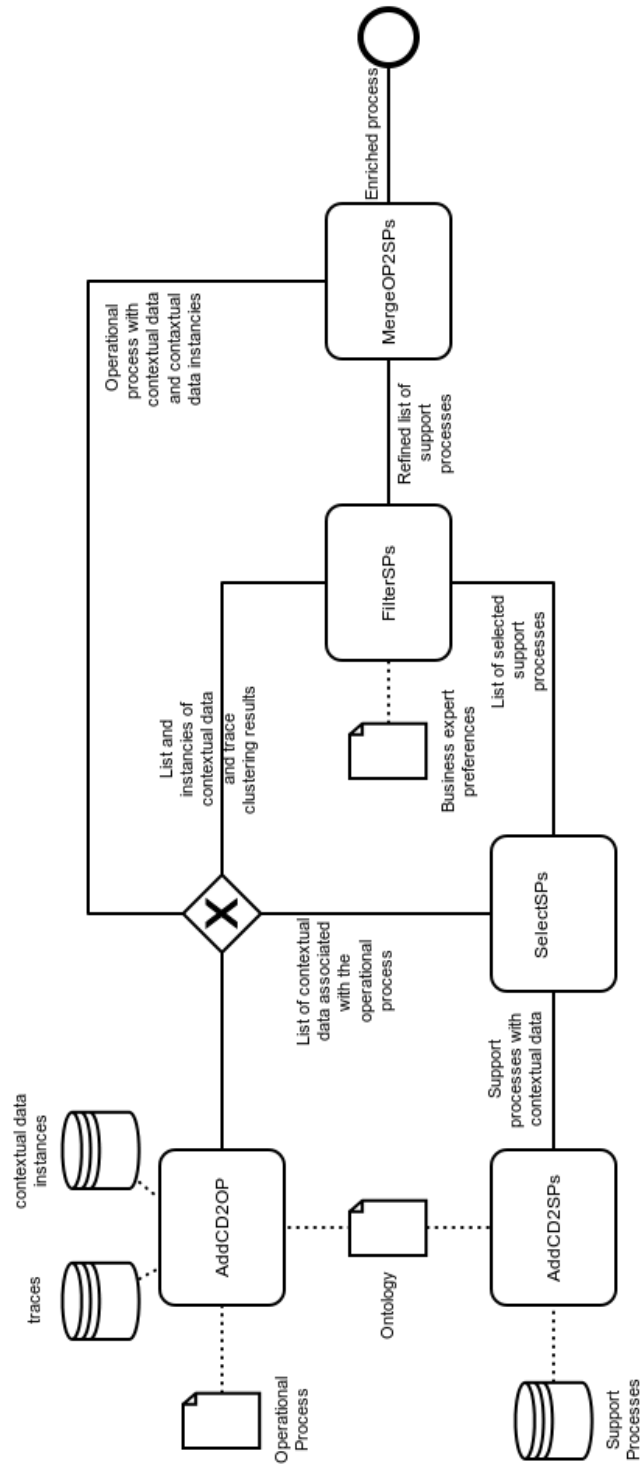 traces
contextual data
instances
Operational
Process
AddCD2OP
Ontology
Support
Processes
AddCD2SPs
Support
processes with
contextual data
List of contextual
data associated
with the
operational
process
X
SelectSPs
List and
instancies of
contextual data
and trace
clustering results
Business expert
preferences
List of selected
support
processes
FilterSPs
Operational
process with
contextual data
and contaxtual
data instancies
Refined list of
support
processes
MergeOP2SPs
Enriched process